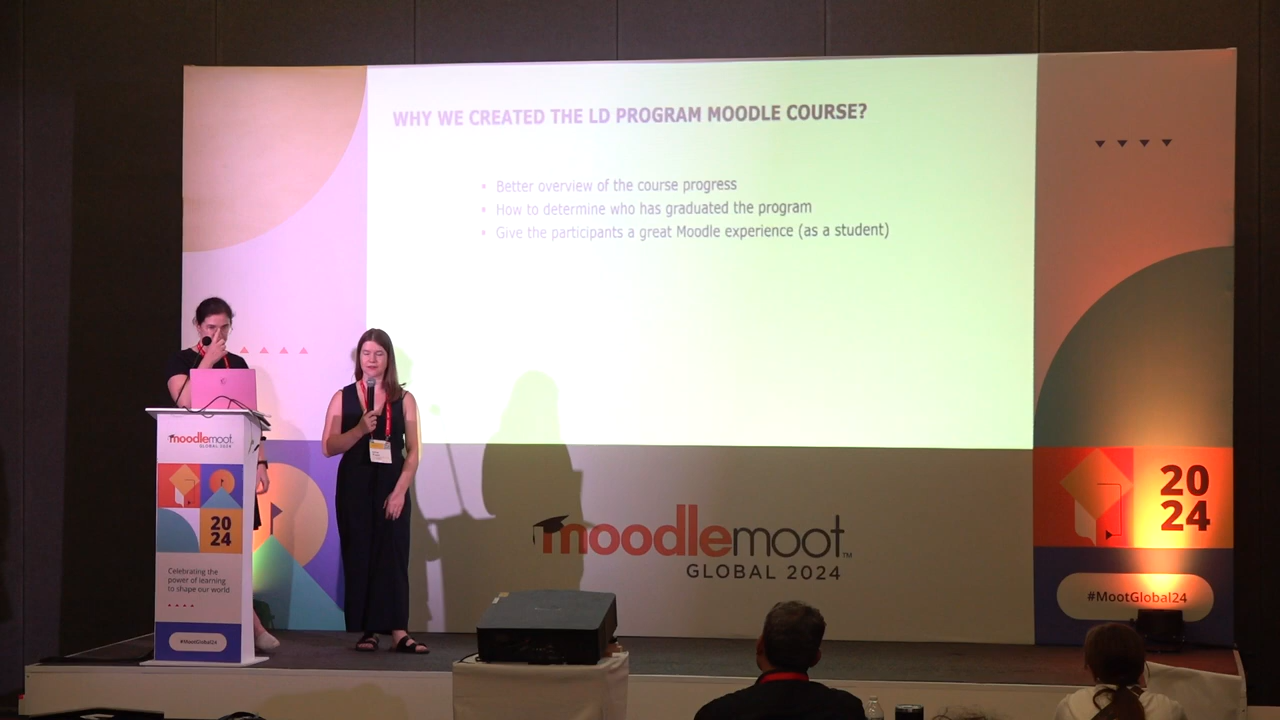 WHY WE CREATED THE LD PROGRAM MOODLE COURSE?
• Better overview of the course progress
• How to determine who has graduated the program
• Give the participants a great Moodle experience (as a student)
moodlemoot
GLOBAL 2024
20
24
Celebrating the
power of learning
to shape our world
#MootGlobal24
moodlemoot™
GLOBAL 2024
20
24
#MootGlobal24